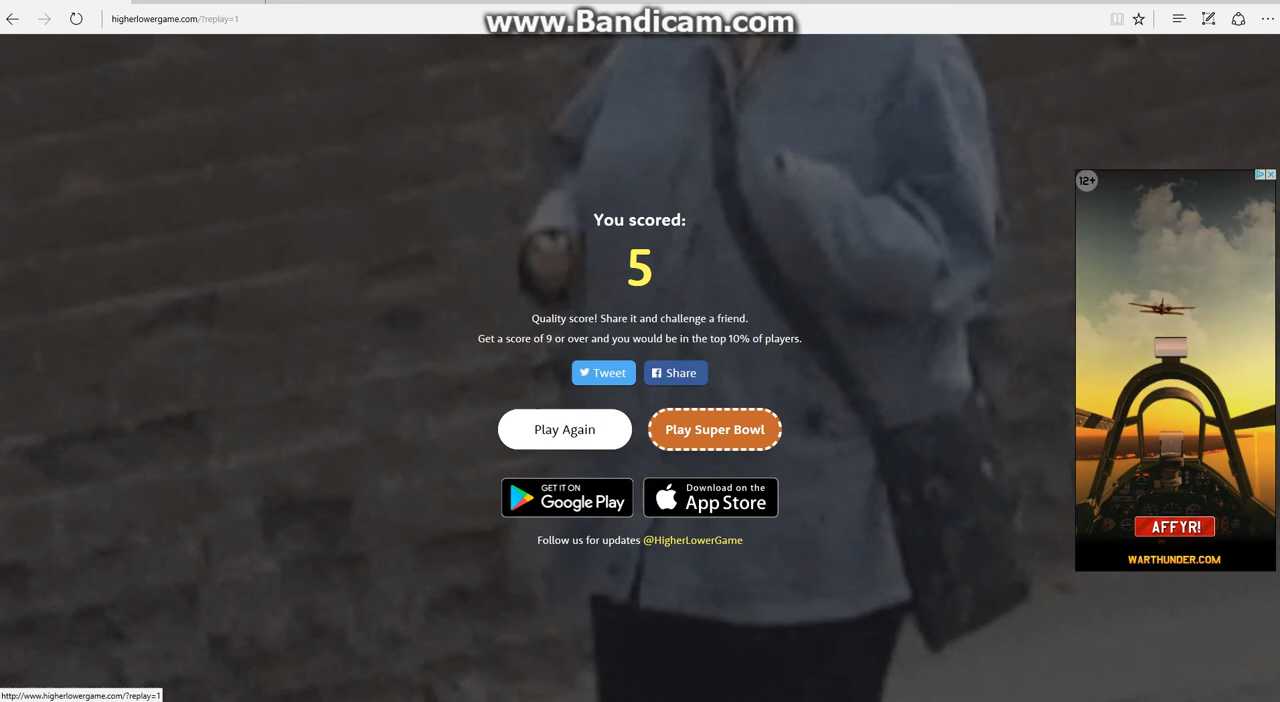 www.Bandicam.com
higherlowergame.com/?replay=1
12+
You scored:
5
Quality score! Share it and challenge a friend.
Get a score of 9 or over and you would be in the top 10% of players.
Tweet
Share
Play Again
Play Super Bowl
GET IT ON
Google Play
Download on the
App Store
AFFYR!
Follow us for updates @HigherLowerGame
WARTHUNDER.COM
http://www.higherlowergame.com/?replay=1